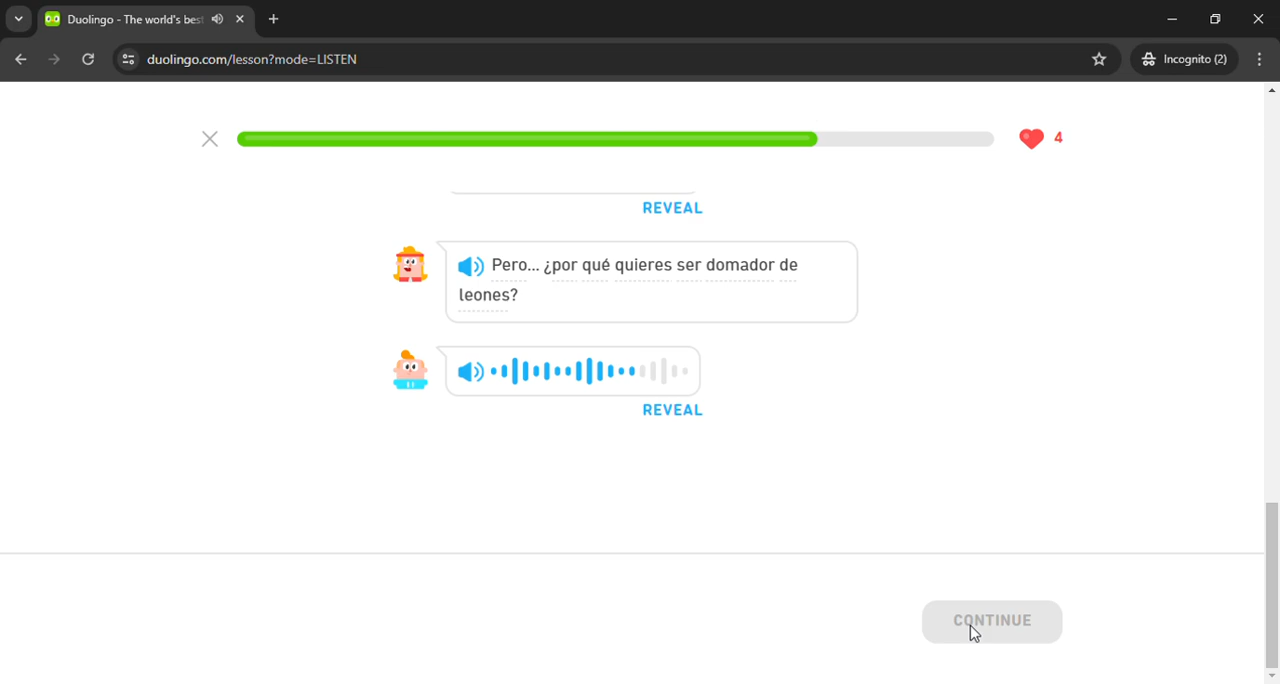 Duolingo - The world's best
duolingo.com/lesson?mode=LISTEN
Incognito (2)
4
REVEAL
Pero... ¿por qué quieres ser domador de
leones?
REVEAL
CONTINUE